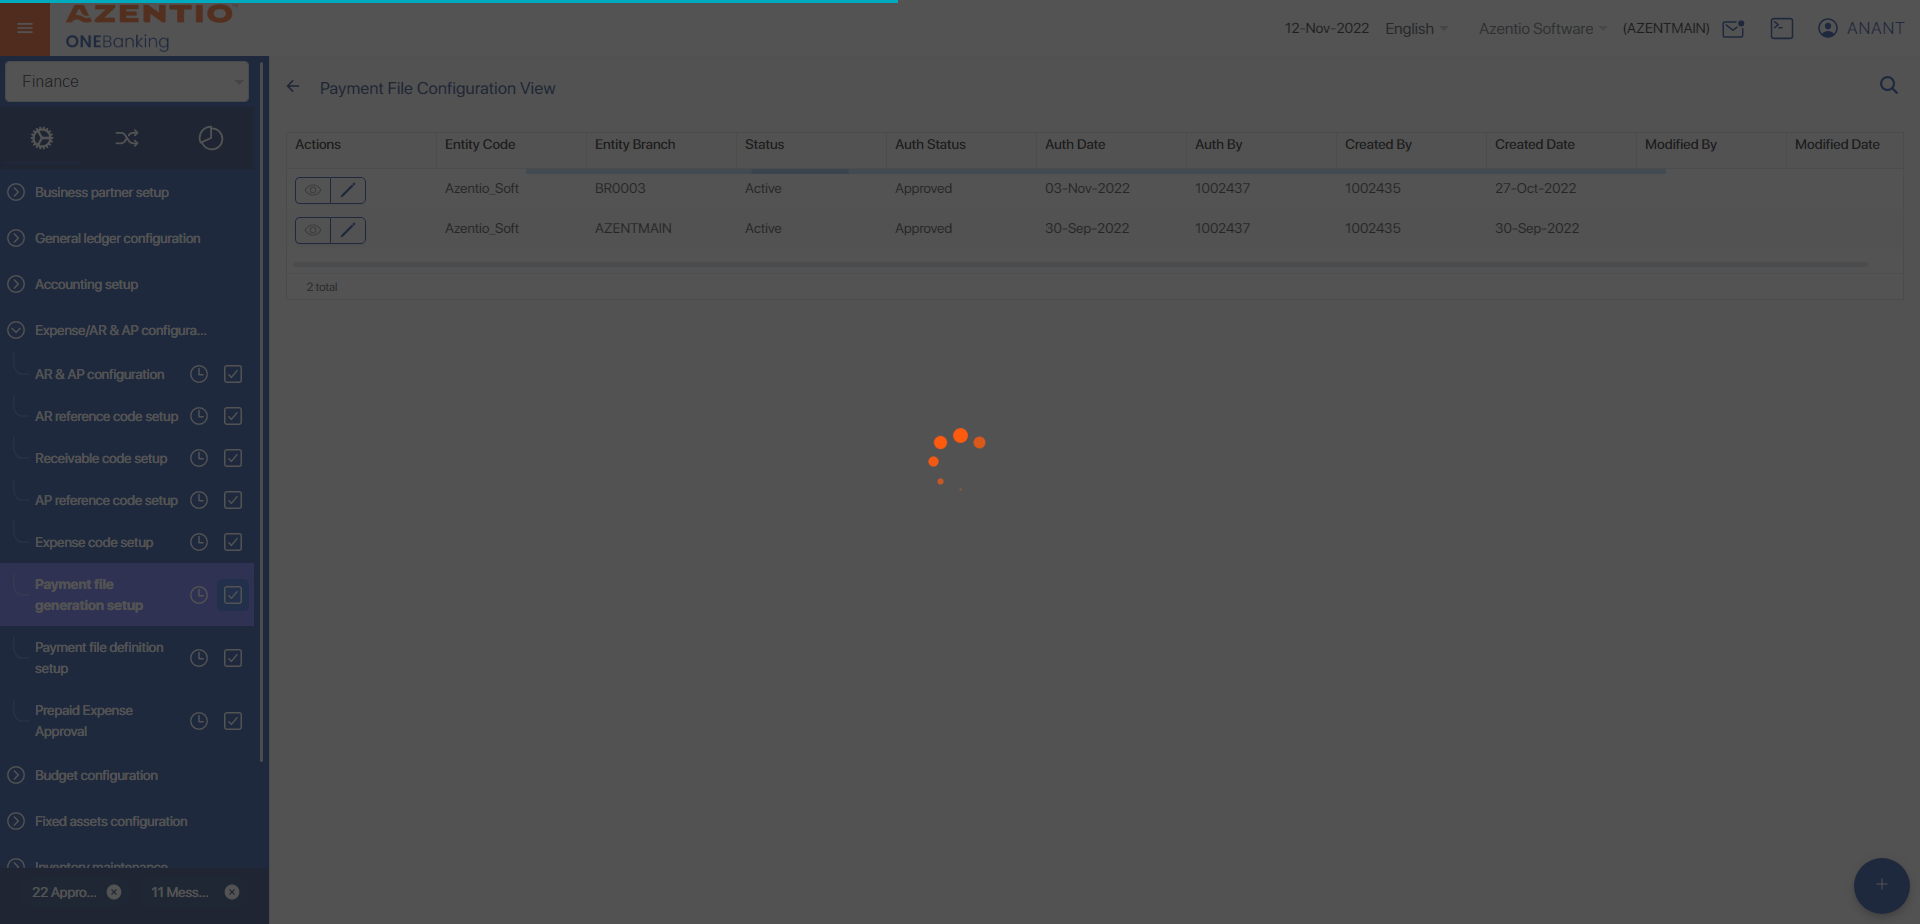 AZENTIO
ONEBanking
12-Nov-2022 English Azentio Software (AZENTMAIN) ANANT
Finance
Payment File Configuration View
Actions Entity Code Entity Branch Status Auth Status Auth Date Auth By Created By Created Date Modified By Modified Date
Azentio_Soft BR0003 Active Approved 03-Nov-2022 1002437 1002435 27-Oct-2022
Azentio_Soft AZENTMAIN Active Approved 30-Sep-2022 1002437 1002435 30-Sep-2022
2 total
Business partner setup
General ledger configuration
Accounting setup
Expense/AR & AP configura...
AR & AP configuration
AR reference code setup
Receivable code setup
AP reference code setup
Expense code setup
Payment file
generation setup
Payment file definition
setup
Prepaid Expense
Approval
Budget configuration
Fixed assets configuration
Inventory maintenance
22 Appro... 11 Mess...